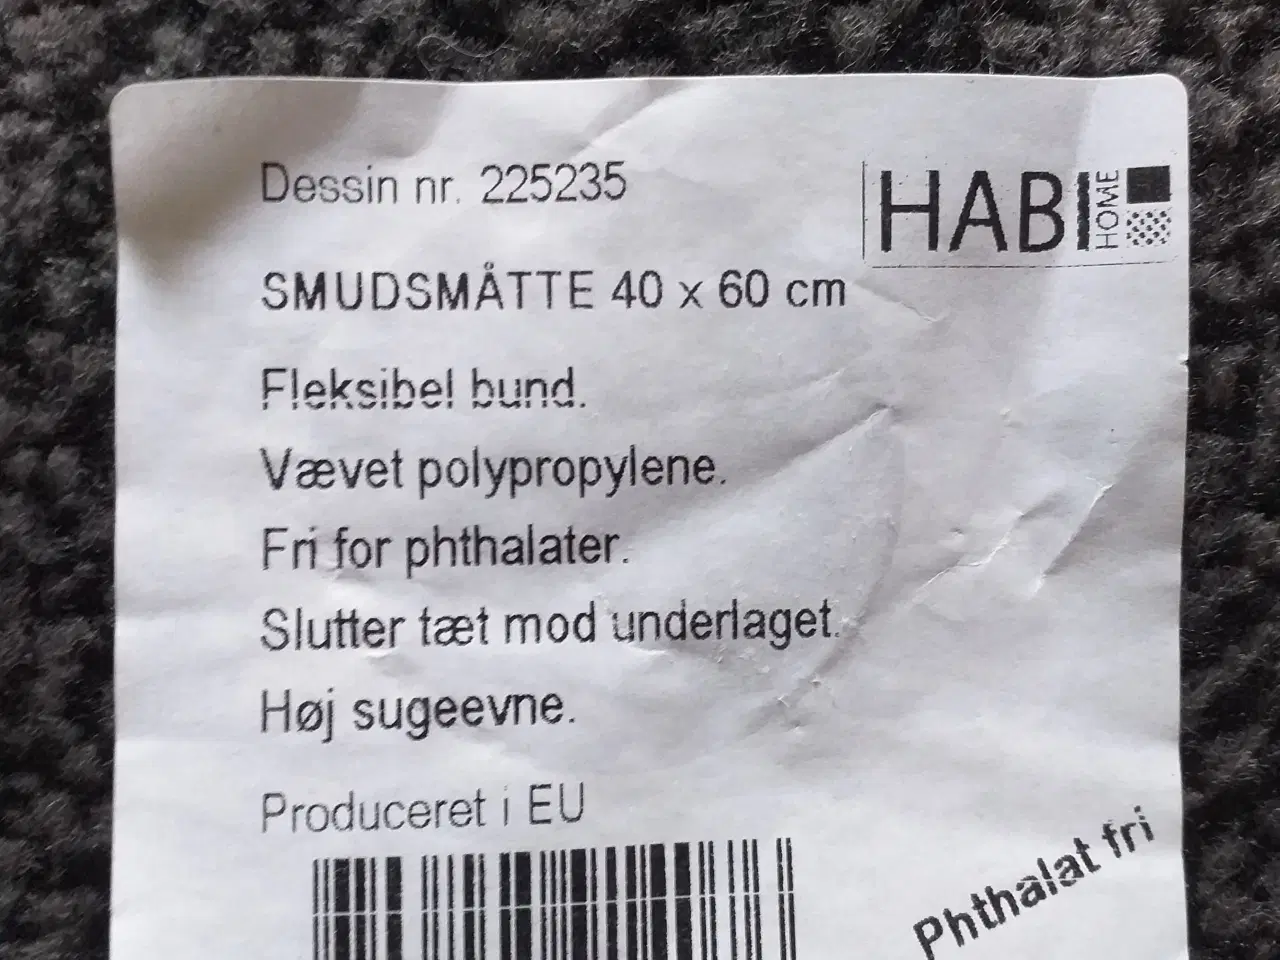 Dessin nr. 225235
HABI HOME
SMUDSMÅTTE 40 x 60 cm
Fleksibel bund.
Vævet polypropylene.
Fri for phthalater.
Slutter tæt mod underlaget.
Høj sugeevne.
Produceret i EU
Phthalat fri